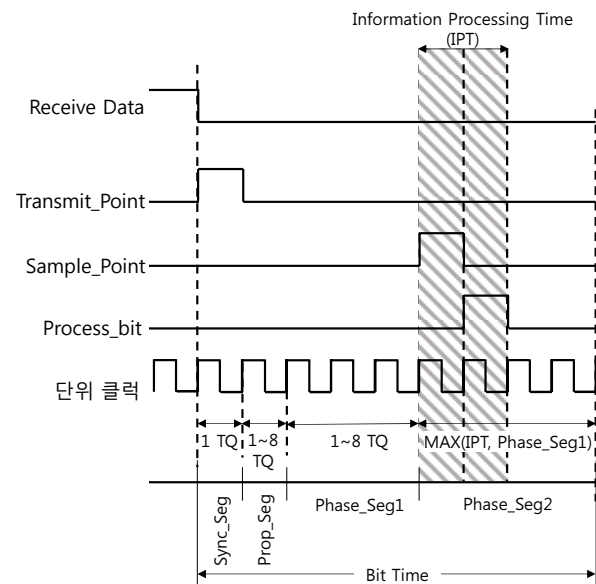 Information Processing Time
(IPT)
Receive Data
Transmit_Point
Sample_Point
Process_bit
단위 클럭
1 TQ
1~8
TQ
1~8 TQ
MAX(IPT, Phase_Seg1)
Sync_Seg
Prop_Seg
Phase_Seg1
Phase_Seg2
Bit Time